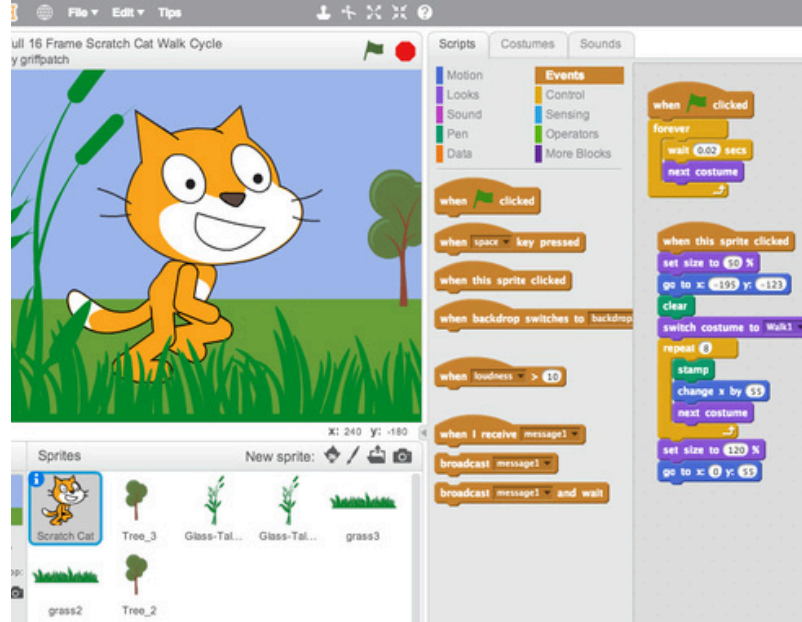 File▾ Edit▾ Tips
ull 16 Frame Scratch Cat Walk Cycle
y griffpatch
x: 240 y: -180
Sprites New sprite:
Scratch Cat
Tree_3
Glass-Tal...
Glass-Tal...
grass3
grass2
Tree_2
Scripts Costumes Sounds
Motion Events
Looks Control
Sound Sensing
Pen Operators
Data More Blocks
when clicked
when space key pressed
when this sprite clicked
when backdrop switches to backdrop
when loudness > 10
when I receive message1
broadcast message1
broadcast message1 and wait
when clicked
forever
wait 0.02 secs
next costume
when this sprite clicked
set size to 50 %
go to x: -195 y: -123
clear
switch costume to Walk1
repeat 8
stamp
change x by 55
next costume
set size to 120 %
go to x: 0 y: 55